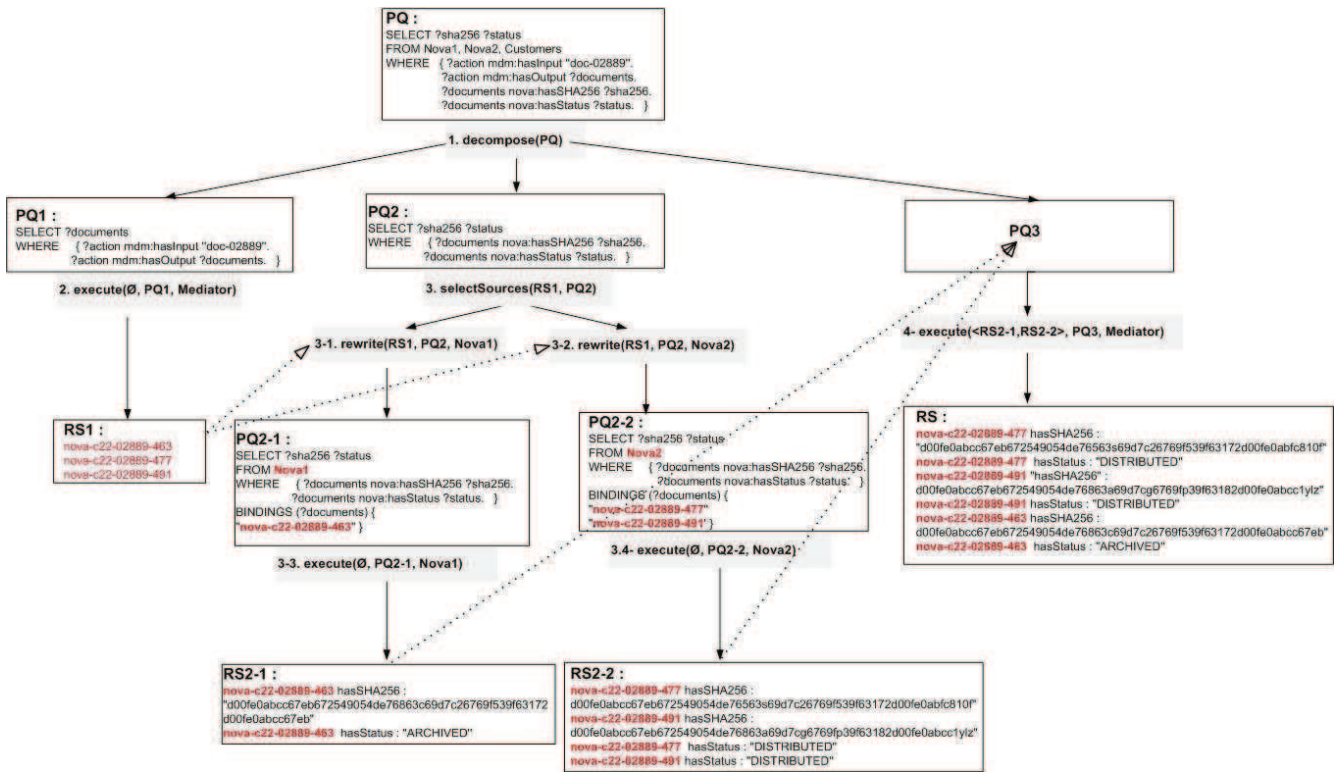 PQ :
SELECT ?sha256 ?status
FROM Nova1, Nova2, Customers
WHERE { ?action mdm:hasInput "doc-02889".
?action mdm:hasOutput ?documents.
?documents nova:hasSHA256 ?sha256.
?documents nova:hasStatus ?status. }
1. decompose(PQ)
PQ1 :
SELECT ?documents
WHERE { ?action mdm:hasInput "doc-02889".
?action mdm:hasOutput ?documents. }
PQ2 :
SELECT ?sha256 ?status
WHERE { ?documents nova:hasSHA256 ?sha256.
?documents nova:hasStatus ?status. }
PQ3
2. execute(Ø, PQ1, Mediator)
3. selectSources(RS1, PQ2)
4- execute(<RS2-1,RS2-2>, PQ3, Mediator)
3-1. rewrite(RS1, PQ2, Nova1)
3-2. rewrite(RS1, PQ2, Nova2)
RS1 :
nova-c22-02889-463
nova-c22-02889-477
nova-c22-02889-491
PQ2-1 :
SELECT ?sha256 ?status
FROM Nova1
WHERE { ?documents nova:hasSHA256 ?sha256.
?documents nova:hasStatus ?status. }
BINDINGS (?documents) {
"nova-c22-02889-463" }
PQ2-2 :
SELECT ?sha256 ?status
FROM Nova2
WHERE { ?documents nova:hasSHA256 ?sha256.
?documents nova:hasStatus ?status. }
BINDINGS (?documents) {
"nova-c22-02889-477"
"nova-c22-02889-491" }
RS :
nova-c22-02889-477 hasSHA256 :
"d00fe0abcc67eb672549054de76563s69d7c26769f539f63172d00fe0abfc810f"
nova-c22-02889-477 hasStatus : "DISTRIBUTED"
nova-c22-02889-491 "hasSHA256" :
d00fe0abcc67eb672549054de76863a69d7cg6769fp39f63182d00fe0abcc1ylz"
nova-c22-02889-491 hasStatus : "DISTRIBUTED"
nova-c22-02889-463 hasSHA256 :
d00fe0abcc67eb672549054de76863c69d7c26769f539f63172d00fe0abcc67eb"
nova-c22-02889-463 hasStatus : "ARCHIVED"
3-3. execute(Ø, PQ2-1, Nova1)
3.4- execute(Ø, PQ2-2, Nova2)
RS2-1 :
nova-c22-02889-463 hasSHA256 :
"d00fe0abcc67eb672549054de76863c69d7c26769f539f63172
d00fe0abcc67eb"
nova-c22-02889-463 hasStatus : "ARCHIVED"
RS2-2 :
nova-c22-02889-477 hasSHA256 :
d00fe0abcc67eb672549054de76563s69d7c26769f539f63172d00fe0abfc810f"
nova-c22-02889-491 hasSHA256 :
"d00fe0abcc67eb672549054de76863a69d7cg6769fp39f63182d00fe0abcc1ylz"
nova-c22-02889-477 hasStatus : "DISTRIBUTED"
nova-c22-02889-491 hasStatus : "DISTRIBUTED"